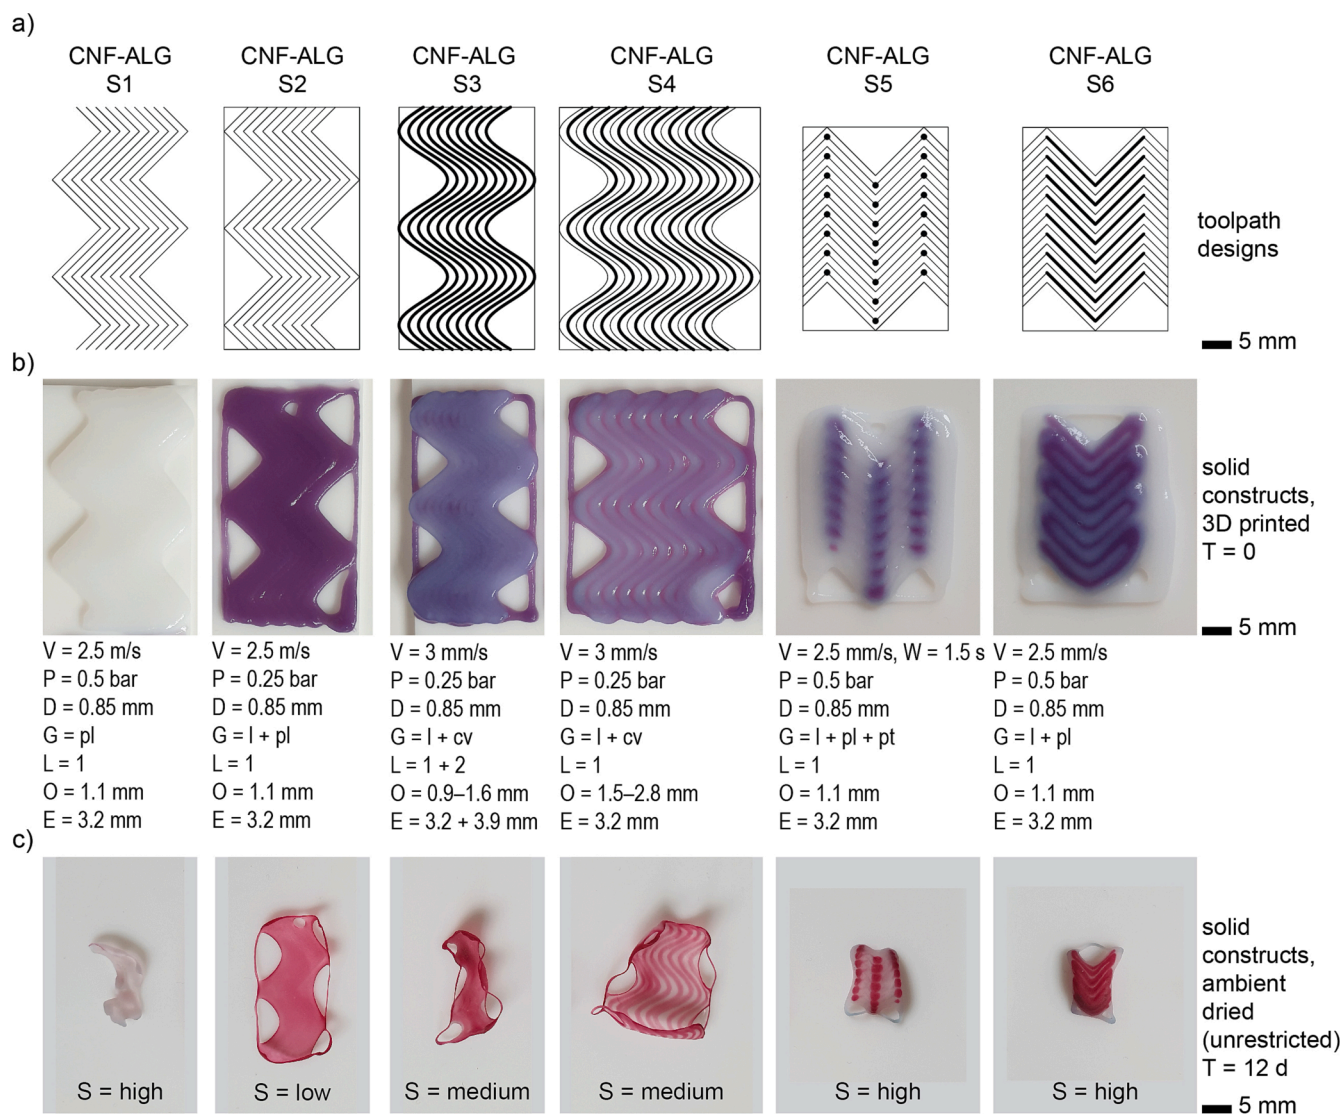 a)
CNF-ALG
S1
CNF-ALG
S2
CNF-ALG
S3
CNF-ALG
S4
CNF-ALG
S5
CNF-ALG
S6
toolpath
designs
5 mm
b)
solid
constructs,
3D printed
T = 0
5 mm
V = 2.5 m/s
P = 0.5 bar
D = 0.85 mm
G = pl
L = 1
O = 1.1 mm
E = 3.2 mm
V = 2.5 m/s
P = 0.25 bar
D = 0.85 mm
G = l + pl
L = 1
O = 1.1 mm
E = 3.2 mm
V = 3 mm/s
P = 0.25 bar
D = 0.85 mm
G = l + cv
L = 1 + 2
O = 0.9–1.6 mm
E = 3.2 + 3.9 mm
V = 3 mm/s
P = 0.25 bar
D = 0.85 mm
G = l + cv
L = 1
O = 1.5–2.8 mm
E = 3.2 mm
V = 2.5 mm/s, W = 1.5 s
P = 0.5 bar
D = 0.85 mm
G = l + pl + pt
L = 1
O = 1.1 mm
E = 3.2 mm
V = 2.5 mm/s
P = 0.5 bar
D = 0.85 mm
G = l + pl
L = 1
O = 1.1 mm
E = 3.2 mm
c)
S = high
S = low
S = medium
S = medium
S = high
S = high
solid
constructs,
ambient
dried
(unrestricted)
T = 12 d
5 mm